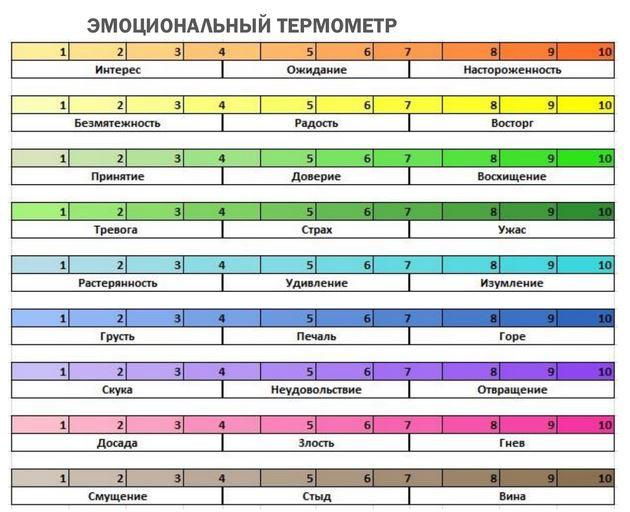 ЭМОЦИОНАЛЬНЫЙ ТЕРМОМЕТР
1 2 3 4 5 6 7 8 9 10
Интерес Ожидание Настороженность
1 2 3 4 5 6 7 8 9 10
Безмятежность Радость Восторг
1 2 3 4 5 6 7 8 9 10
Принятие Доверие Восхищение
1 2 3 4 5 6 7 8 9 10
Тревога Страх Ужас
1 2 3 4 5 6 7 8 9 10
Растерянность Удивление Изумление
1 2 3 4 5 6 7 8 9 10
Грусть Печаль Горе
1 2 3 4 5 6 7 8 9 10
Скука Неудовольствие Отвращение
1 2 3 4 5 6 7 8 9 10
Досада Злость Гнев
1 2 3 4 5 6 7 8 9 10
Смущение Стыд Вина